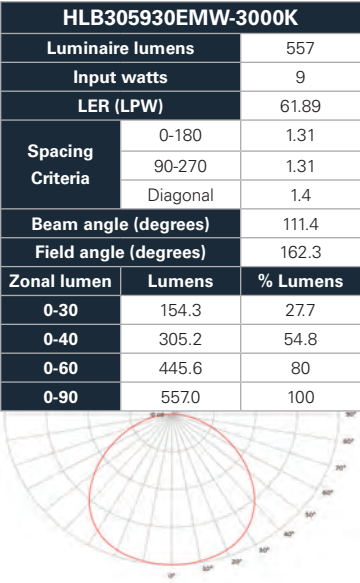 HLB305930EMW-3000K
Luminaire lumens 557
Input watts 9
LER (LPW) 61.89
Spacing Criteria 0-180 1.31
90-270 1.31
Diagonal 1.4
Beam angle (degrees) 111.4
Field angle (degrees) 162.3
Zonal lumen Lumens % Lumens
0-30 154.3 27.7
0-40 305.2 54.8
0-60 445.6 80
0-90 557.0 100
90°
80°
70°
60°
50°
40°
30°
20°
10°
0°